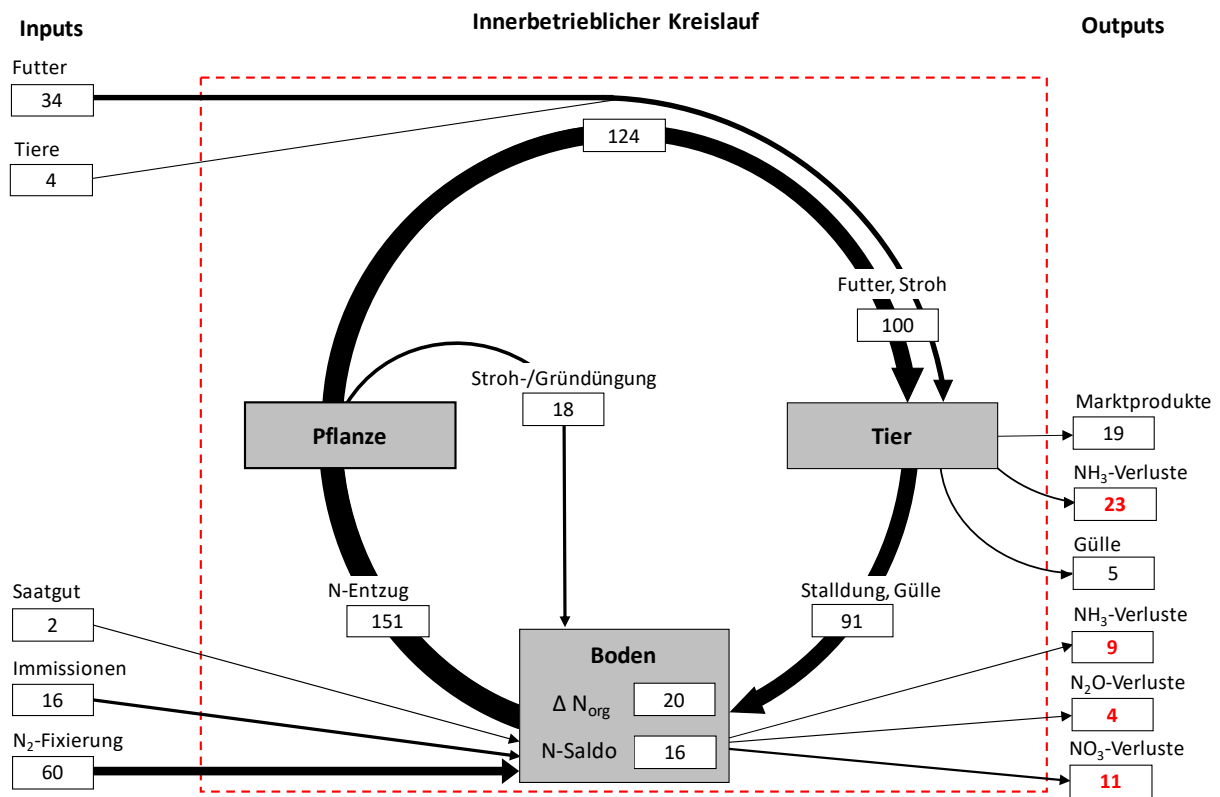 Innerbetrieblicher Kreislauf
Inputs
Outputs
Futter
34
124
Tiere
4
Futter, Stroh
100
Stroh-/Gründüngung
18
Pflanze
Tier
Marktprodukte
19
NH₃-Verluste
23
Gülle
5
N-Entzug
151
Stalldung, Gülle
91
Saatgut
2
Immissionen
16
N₂-Fixierung
60
Boden
Δ N_org 20
N-Saldo 16
NH₃-Verluste
9
N₂O-Verluste
4
NO₃-Verluste
11